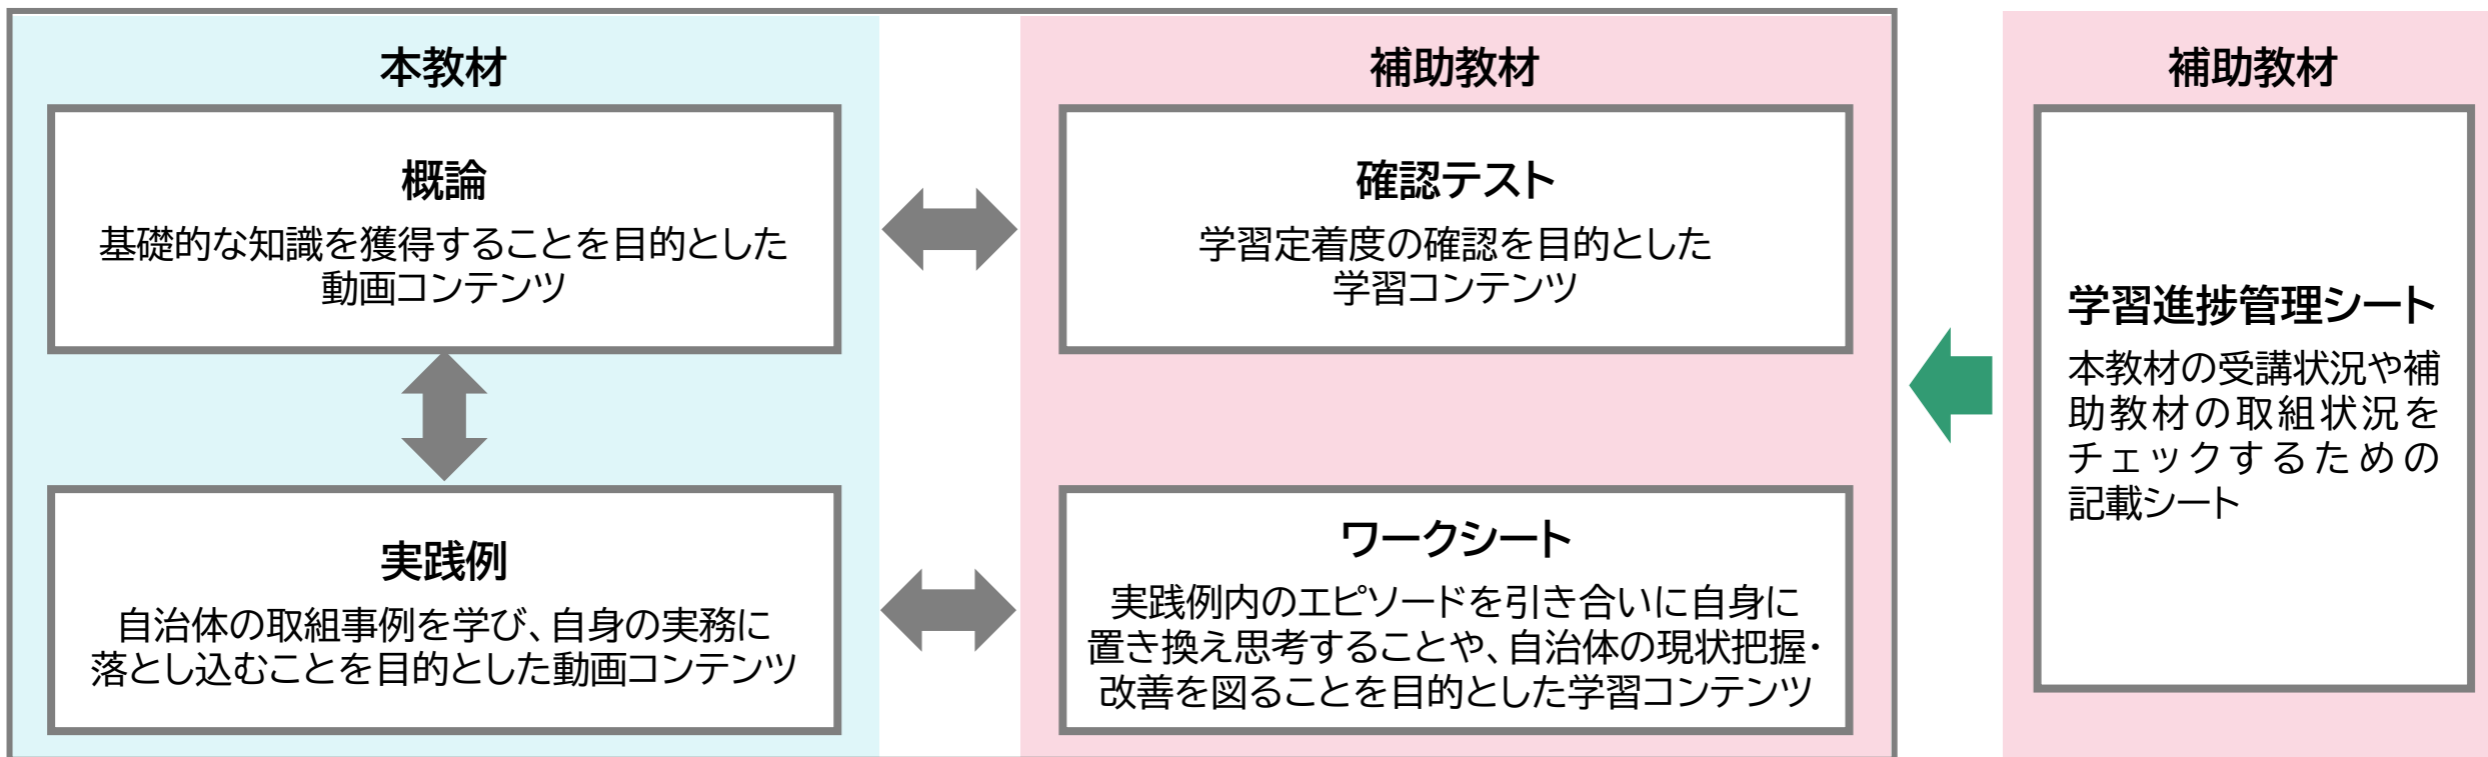 本教材
概論
基礎的な知識を獲得することを目的とした
動画コンテンツ
実践例
自治体の取組事例を学び、自身の実務に
落とし込むことを目的とした動画コンテンツ
補助教材
確認テスト
学習定着度の確認を目的とした
学習コンテンツ
ワークシート
実践例内のエピソードを引き合いに自身に
置き換え思考することや、自治体の現状把握・
改善を図ることを目的とした学習コンテンツ
補助教材
学習進捗管理シート
本教材の受講状況や補
助教材の取組状況を
チェックするための
記載シート